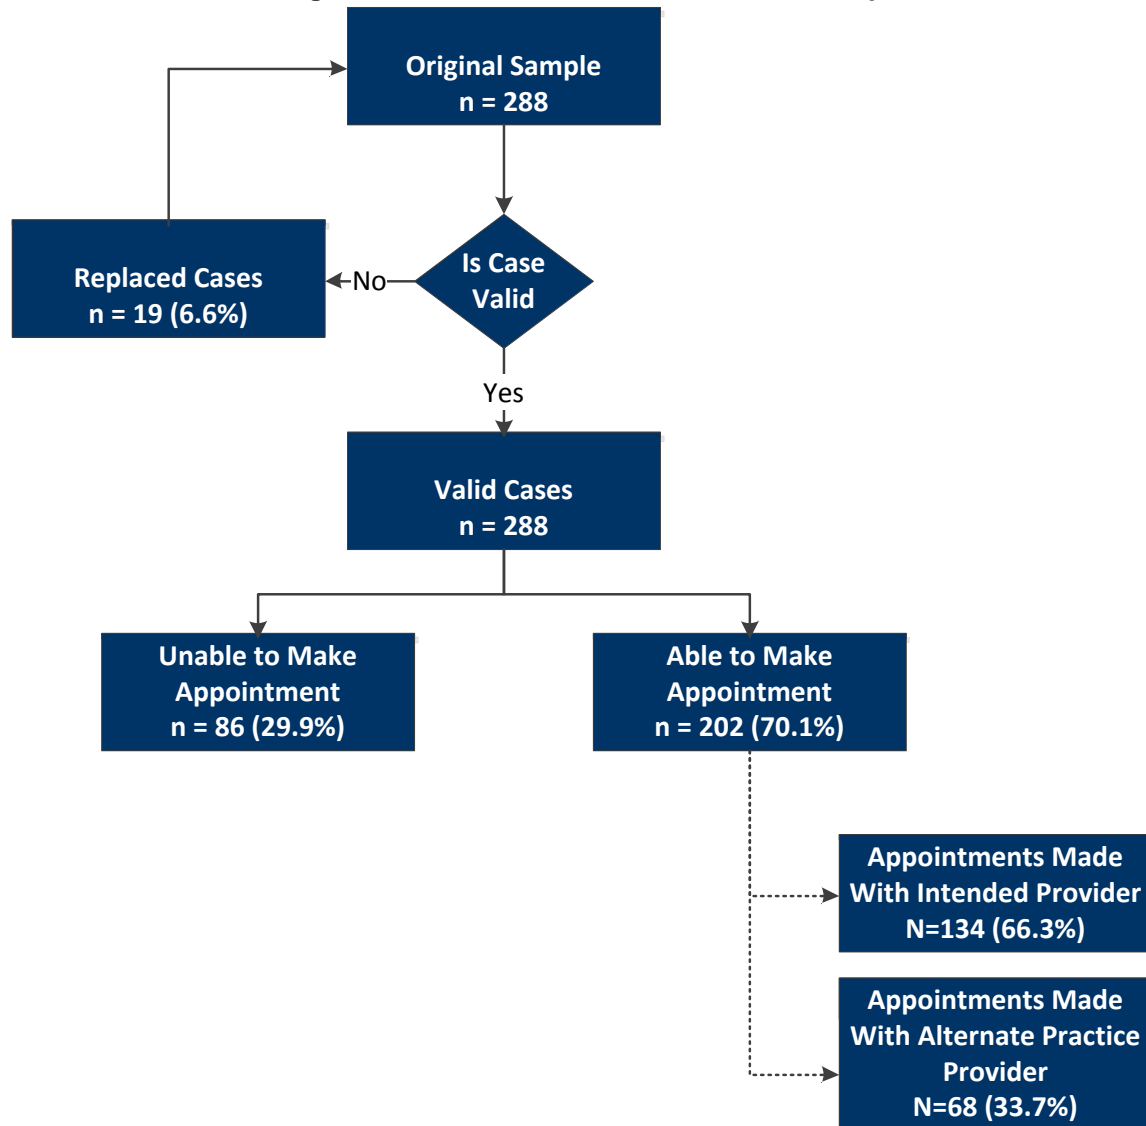 Original Sample
n = 288
Is Case
Valid
No
Replaced Cases
n = 19 (6.6%)
Yes
Valid Cases
n = 288
Unable to Make
Appointment
n = 86 (29.9%)
Able to Make
Appointment
n = 202 (70.1%)
Appointments Made
With Intended Provider
N=134 (66.3%)
Appointments Made
With Alternate Practice
Provider
N=68 (33.7%)